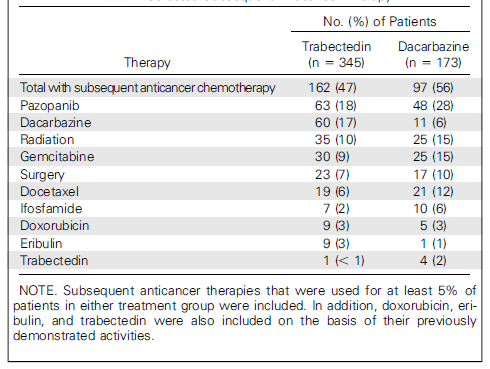 No. (%) of Patients
Trabectedin Dacarbazine
Therapy (n = 345) (n = 173)
Total with subsequent anticancer chemotherapy 162 (47) 97 (56)
Pazopanib 63 (18) 48 (28)
Dacarbazine 60 (17) 11 (6)
Radiation 35 (10) 25 (15)
Gemcitabine 30 (9) 25 (15)
Surgery 23 (7) 17 (10)
Docetaxel 19 (6) 21 (12)
Ifosfamide 7 (2) 10 (6)
Doxorubicin 9 (3) 5 (3)
Eribulin 9 (3) 1 (1)
Trabectedin 1 (< 1) 4 (2)
NOTE. Subsequent anticancer therapies that were used for at least 5% of
patients in either treatment group were included. In addition, doxorubicin, eri-
bulin, and trabectedin were also included on the basis of their previously
demonstrated activities.